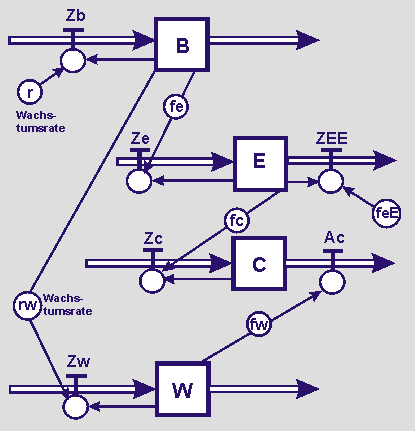 Zb
B
r
Wachs-
tumsrate
fe
Ze
E
ZEE
feE
fc
Zc
C
Ac
rw
Wachs-
tumsrate
fw
Zw
W